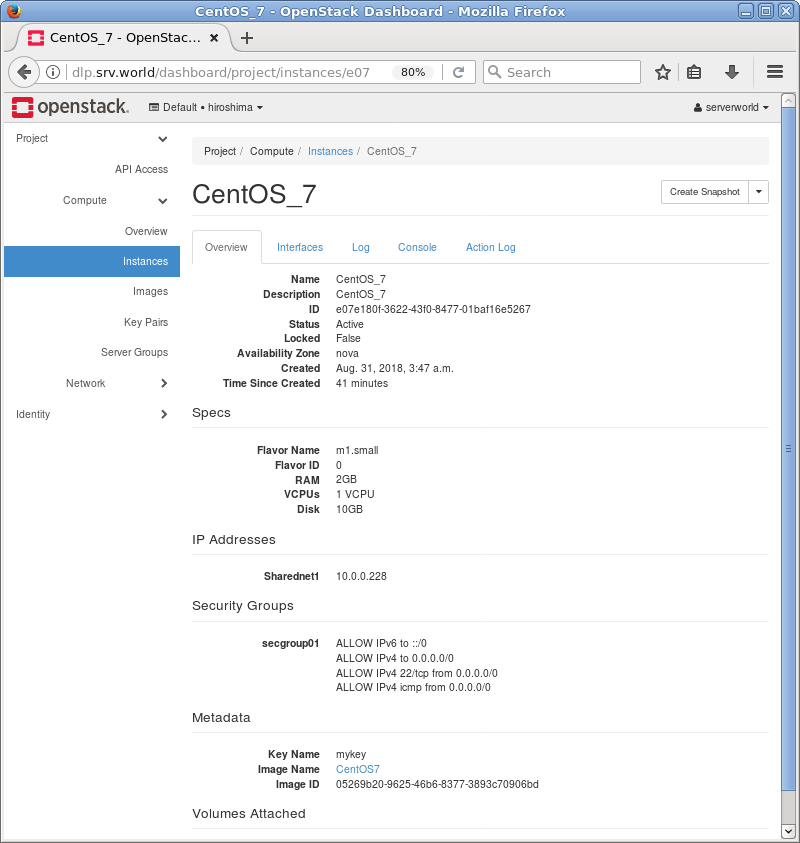 CentOS_7 - OpenStack Dashboard - Mozilla Firefox
CentOS_7 - OpenStac...
dlp.srv.world/dashboard/project/instances/e07
80%
Search
openstack.
Default • hiroshima
serverworld
Project
API Access
Compute
Overview
Instances
Images
Key Pairs
Server Groups
Network
Identity
Project / Compute / Instances / CentOS_7
CentOS_7
Create Snapshot
Overview Interfaces Log Console Action Log
Name CentOS_7
Description CentOS_7
ID e07e180f-3622-43f0-8477-01baf16e5267
Status Active
Locked False
Availability Zone nova
Created Aug. 31, 2018, 3:47 a.m.
Time Since Created 41 minutes
Specs
Flavor Name m1.small
Flavor ID 0
RAM 2GB
VCPUs 1 VCPU
Disk 10GB
IP Addresses
Sharednet1 10.0.0.228
Security Groups
secgroup01 ALLOW IPv6 to ::/0
ALLOW IPv4 to 0.0.0.0/0
ALLOW IPv4 22/tcp from 0.0.0.0/0
ALLOW IPv4 icmp from 0.0.0.0/0
Metadata
Key Name mykey
Image Name CentOS7
Image ID 05269b20-9625-46b6-8377-3893c70906bd
Volumes Attached